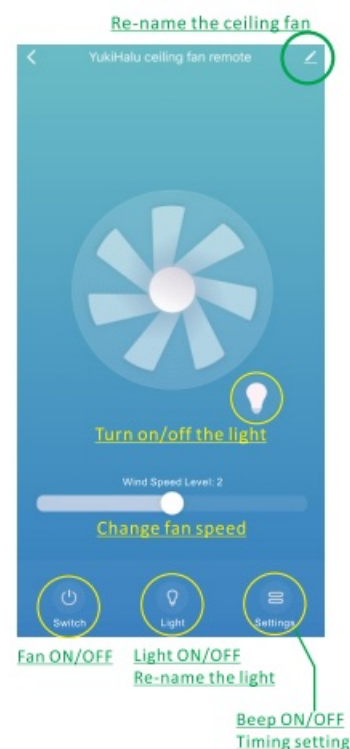 Re-name the ceiling fan
YukiHalu ceiling fan remote
Turn on/off the light
Wind Speed Level: 2
Change fan speed
Switch
Light
Settings
Fan ON/OFF
Light ON/OFF
Re-name the light
Beep ON/OFF
Timing setting